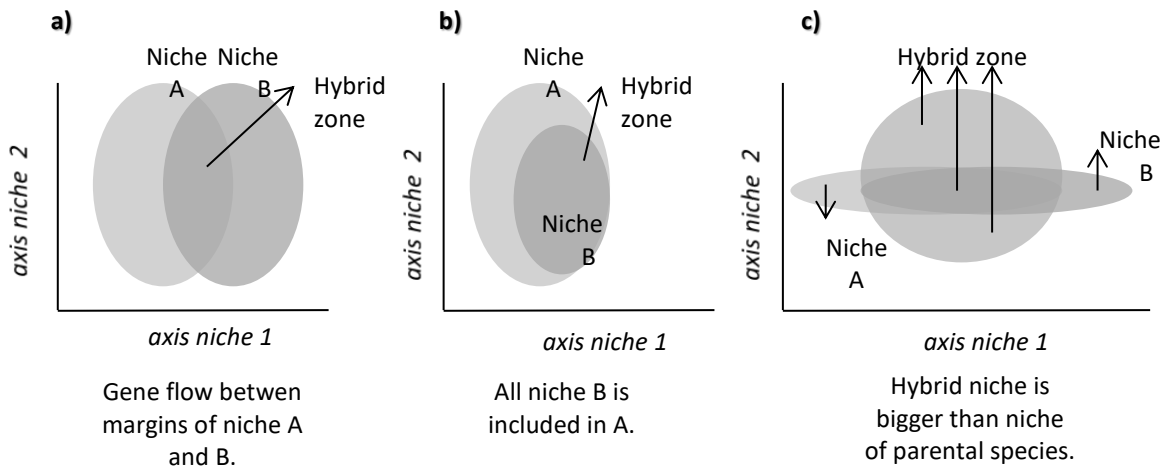 a)
Niche
A
Niche
B
Hybrid
zone
axis niche 2
axis niche 1
Gene flow betwen
margins of niche A
and B.
b)
Niche
A
Hybrid
zone
Niche
B
axis niche 2
axis niche 1
All niche B is
included in A.
c)
Hybrid zone
Niche
B
Niche
A
axis niche 2
axis niche 1
Hybrid niche is
bigger than niche
of parental species.